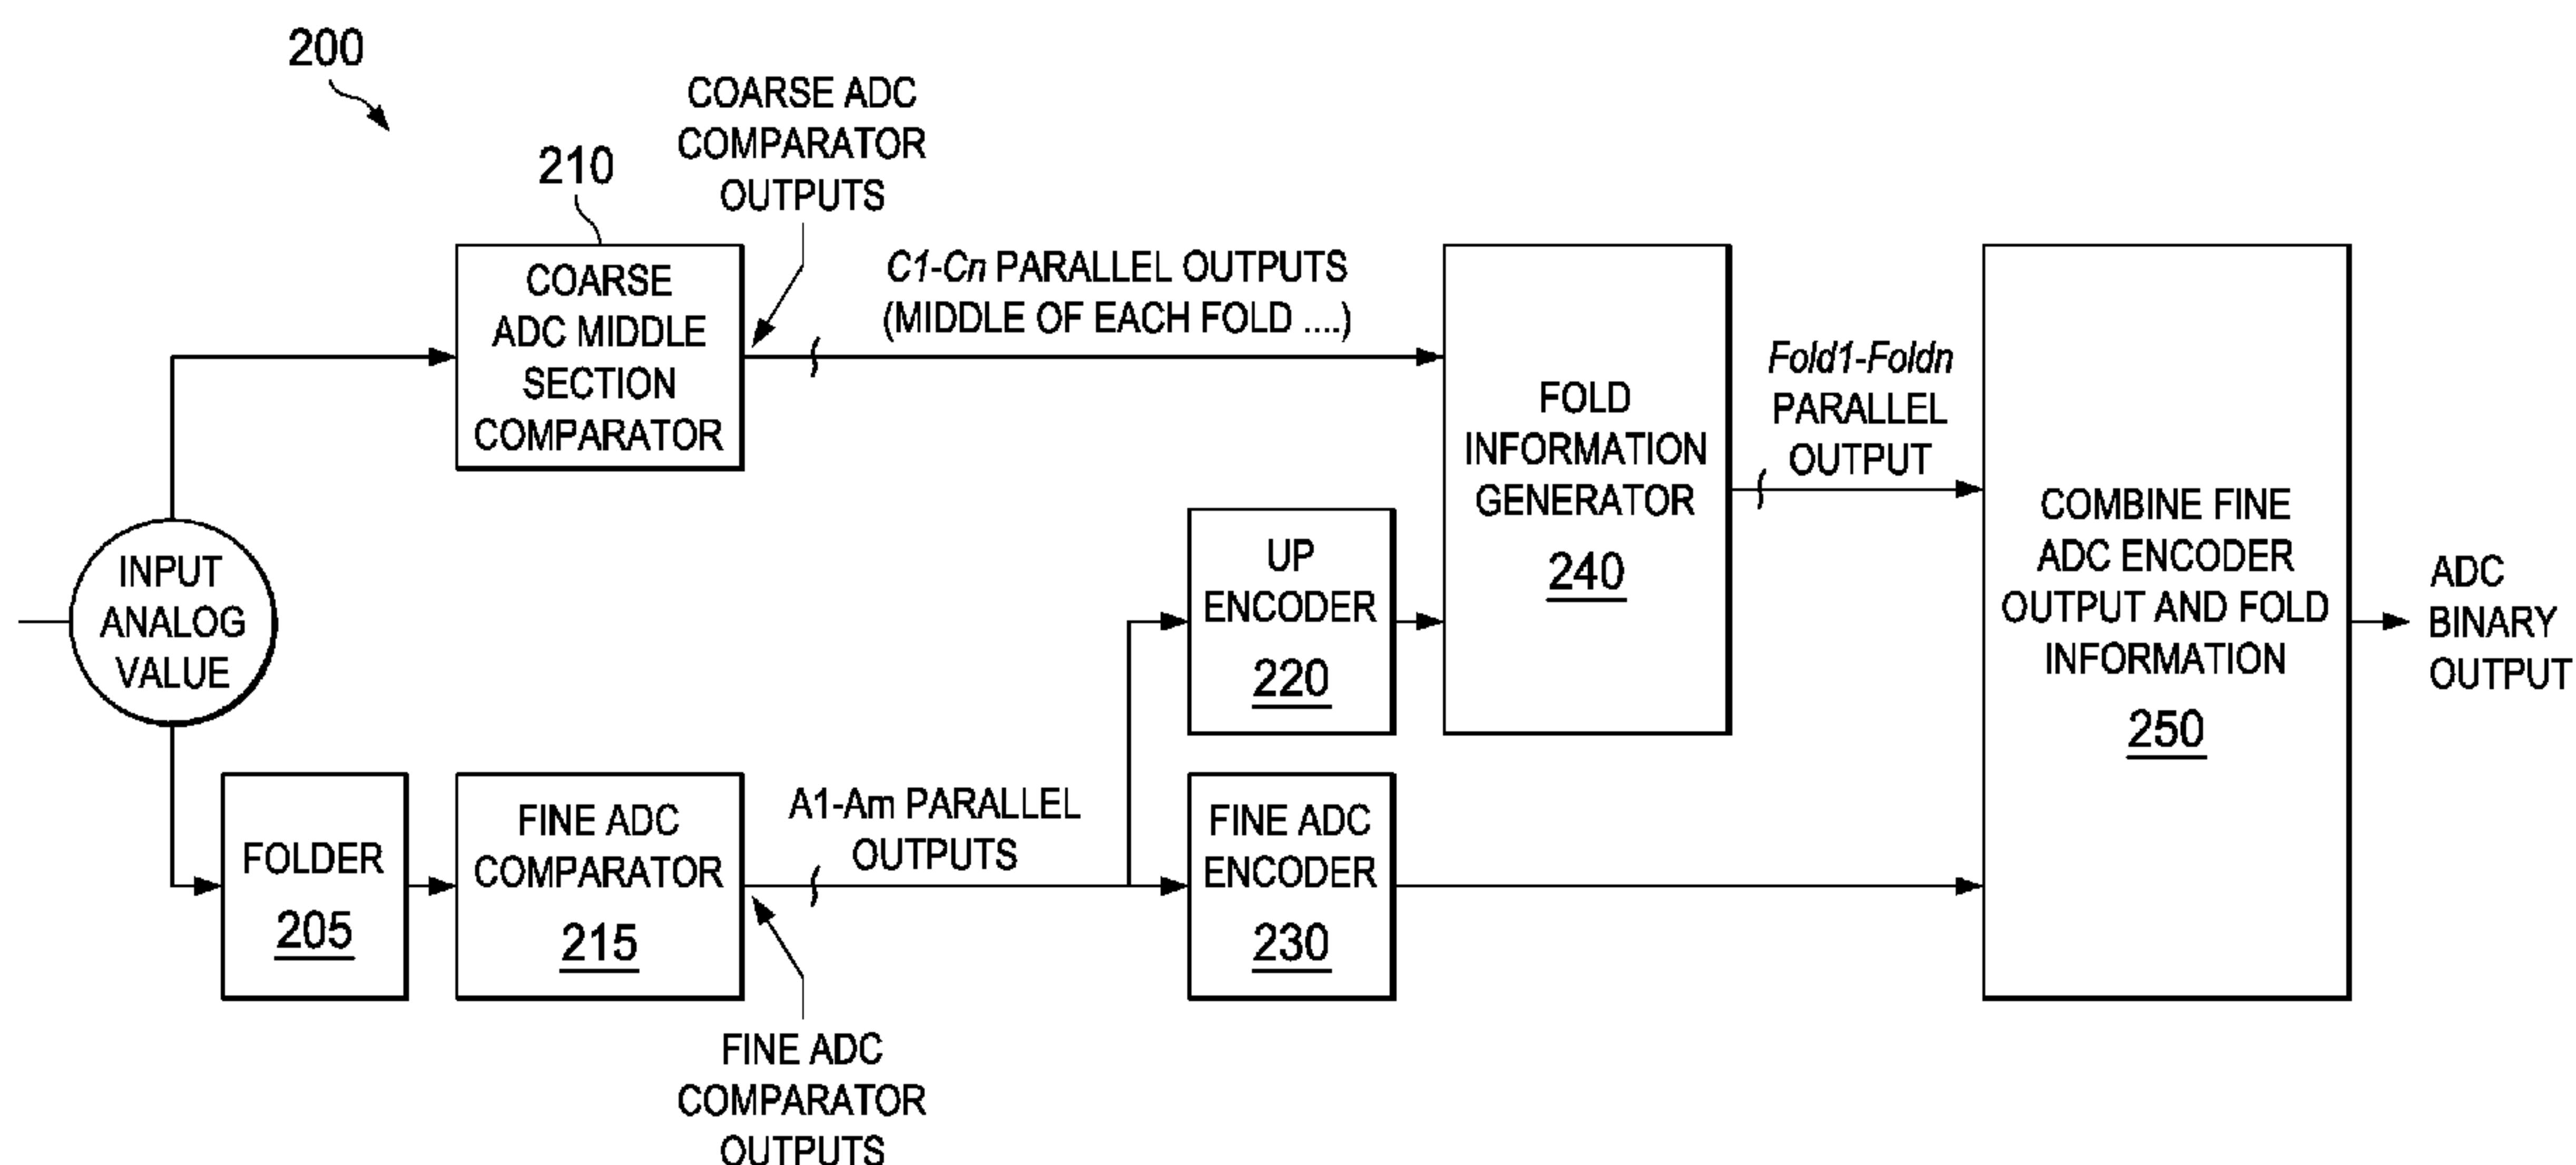 200
COARSE ADC
COMPARATOR
OUTPUTS
210
COARSE
ADC MIDDLE
SECTION
COMPARATOR
C1-Cn PARALLEL OUTPUTS
(MIDDLE OF EACH FOLD ....)
FOLD
INFORMATION
GENERATOR
240
Fold1-Foldn
PARALLEL
OUTPUT
COMBINE FINE
ADC ENCODER
OUTPUT AND FOLD
INFORMATION
250
ADC
BINARY
OUTPUT
INPUT
ANALOG
VALUE
UP
ENCODER
220
FOLDER
205
FINE ADC
COMPARATOR
215
A1-Am PARALLEL
OUTPUTS
FINE ADC
ENCODER
230
FINE ADC
COMPARATOR
OUTPUTS